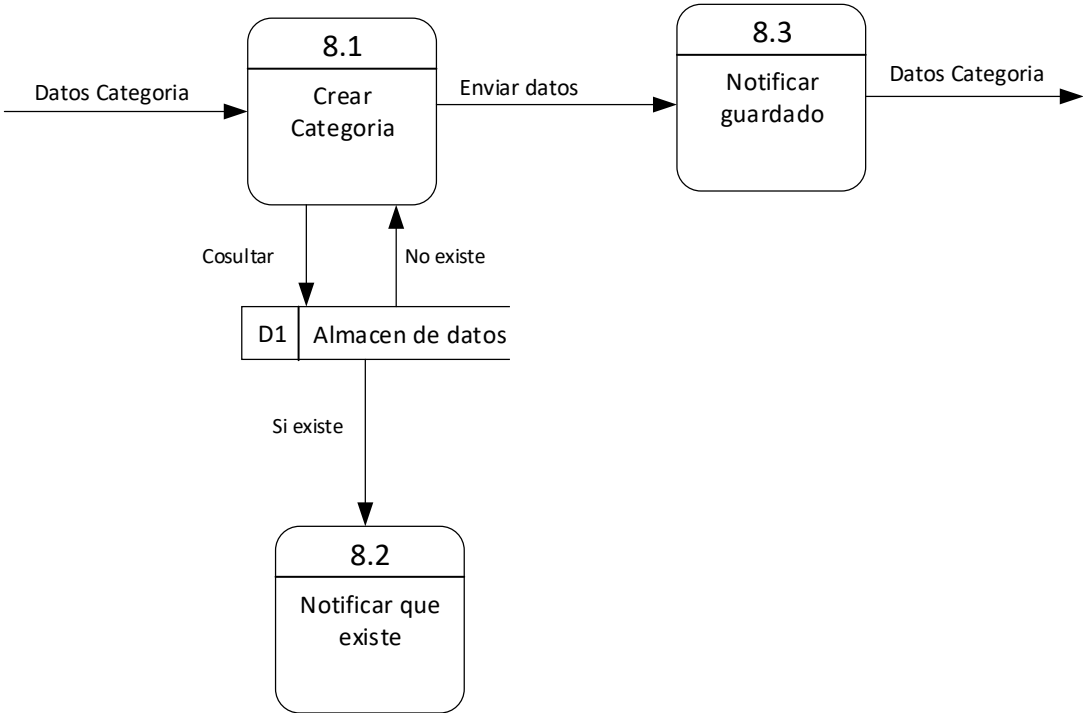 8.1
8.3
Datos Categoria
Crear
Categoria
Enviar datos
Notificar
guardado
Datos Categoria
Cosultar
No existe
D1
Almacen de datos
Si existe
8.2
Notificar que
existe